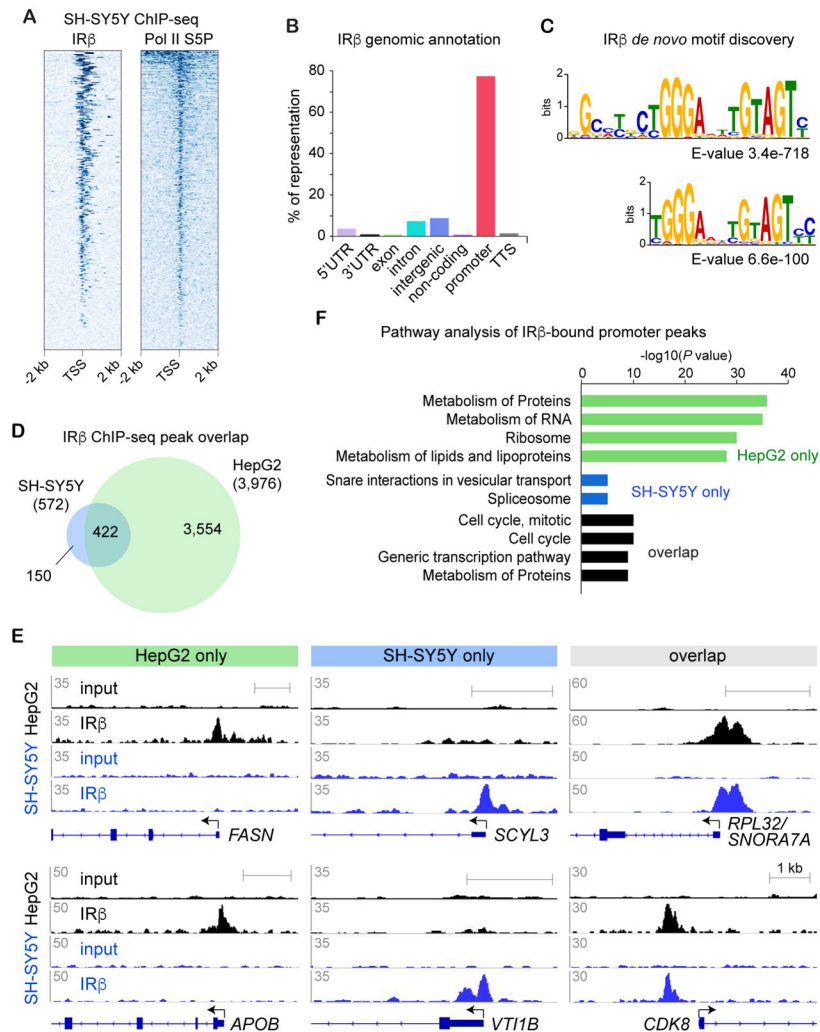 A
SH-SY5Y ChIP-seq
IRβ Pol II S5P
-2 kb TSS 2 kb -2 kb TSS 2 kb
B
IRβ genomic annotation
% of representation
80
60
40
20
0
5'UTR 3'UTR exon intron intergenic non-coding promoter TTS
C
IRβ de novo motif discovery
bits
2
1
0
E-value 3.4e-718
bits
2
1
0
E-value 6.6e-100
D
IRβ ChIP-seq peak overlap
SH-SY5Y
(572)
HepG2
(3,976)
422
3,554
150
F
Pathway analysis of IRβ-bound promoter peaks
-log10(P value)
0 10 20 30 40
Metabolism of Proteins
Metabolism of RNA
Ribosome
Metabolism of lipids and lipoproteins
HepG2 only
Snare interactions in vesicular transport
Spliceosome
SH-SY5Y only
Cell cycle, mitotic
Cell cycle
Generic transcription pathway
Metabolism of Proteins
overlap
E
HepG2 only SH-SY5Y only overlap
HepG2
SH-SY5Y
35 input 35 60
35 IRβ 35 60
35 input 35 50
35 IRβ 35 50
FASN SCYL3 RPL32/
SNORA7A
HepG2
SH-SY5Y
50 input 35 30 1 kb
50 IRβ 35 30
50 input 35 30
50 IRβ 35 30
APOB VTI1B CDK8